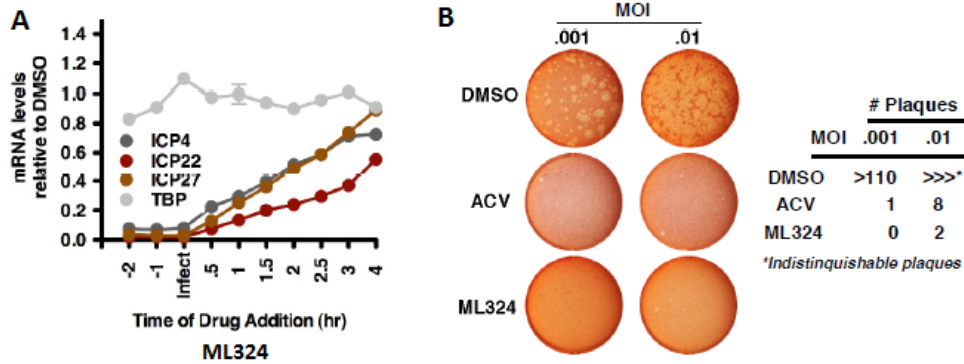 A
mRNA levels
relative to DMSO
1.4
1.2
1.0
0.8
0.6
0.4
0.2
0.0
ICP4
ICP22
ICP27
TBP
-2
-1
Infect
.5
1
1.5
2
2.5
3
4
Time of Drug Addition (hr)
ML324
B
MOI
.001 .01
DMSO
ACV
ML324
# Plaques
MOI .001 .01
DMSO >110 >>>*
ACV 1 8
ML324 0 2
*Indistinquishable plaques